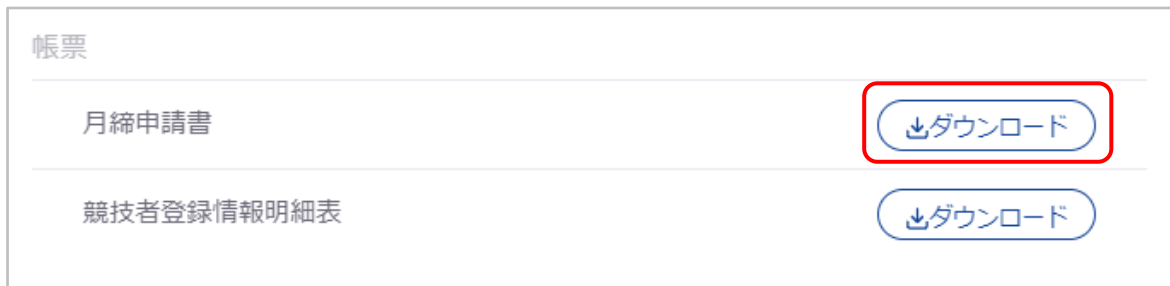 帳票
月締申請書
ダウンロード
競技者登録情報明細表
ダウンロード